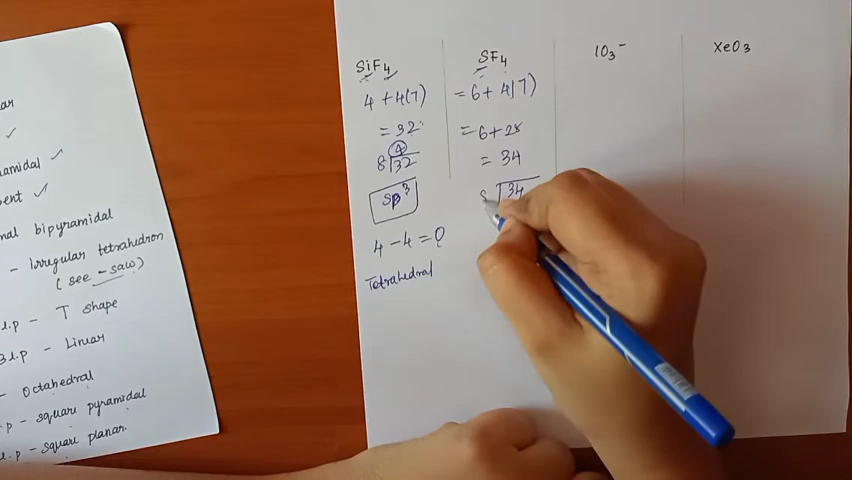 ar
✓
amidal ✓
ent ✓
nal bipyramidal
- Irregular tetrahedron
(see-saw)
l.p - T shape
3l.p - Linear
- Octahedral
.p - square pyramidal
.p - square planar.
SiF4
4 + 4(7)
= 32
4
8 32
sp3
4 - 4 = 0
Tetrahedral
SF4
= 6 + 4(7)
= 6 + 28
= 34
8 34
IO3-
XeO3